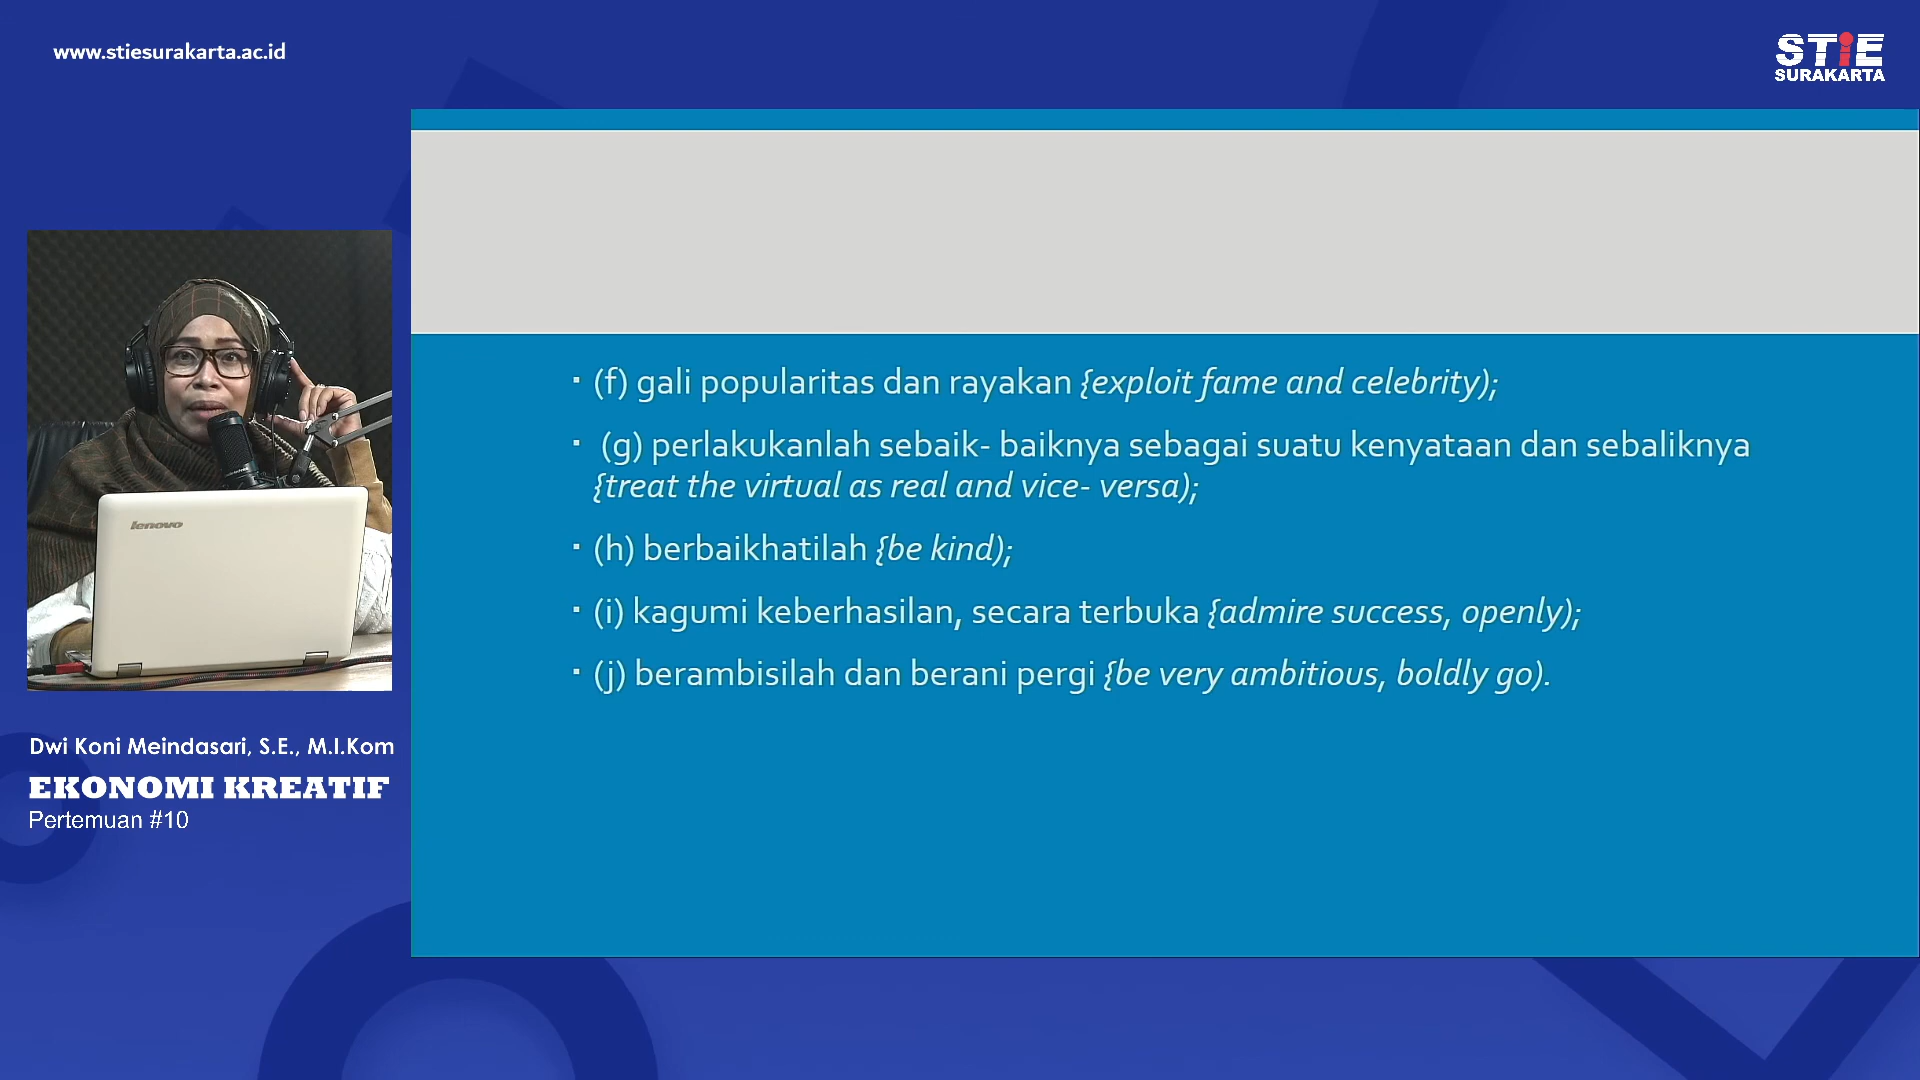 www.stiesurakarta.ac.id
STiE
SURAKARTA
(f) gali popularitas dan rayakan {exploit fame and celebrity);
(g) perlakukanlah sebaik- baiknya sebagai suatu kenyataan dan sebaliknya
{treat the virtual as real and vice- versa);
(h) berbaikhatilah {be kind);
(i) kagumi keberhasilan, secara terbuka {admire success, openly);
(j) berambisilah dan berani pergi {be very ambitious, boldly go).
lenovo
Dwi Koni Meindasari, S.E., M.I.Kom
EKONOMI KREATIF
Pertemuan #10